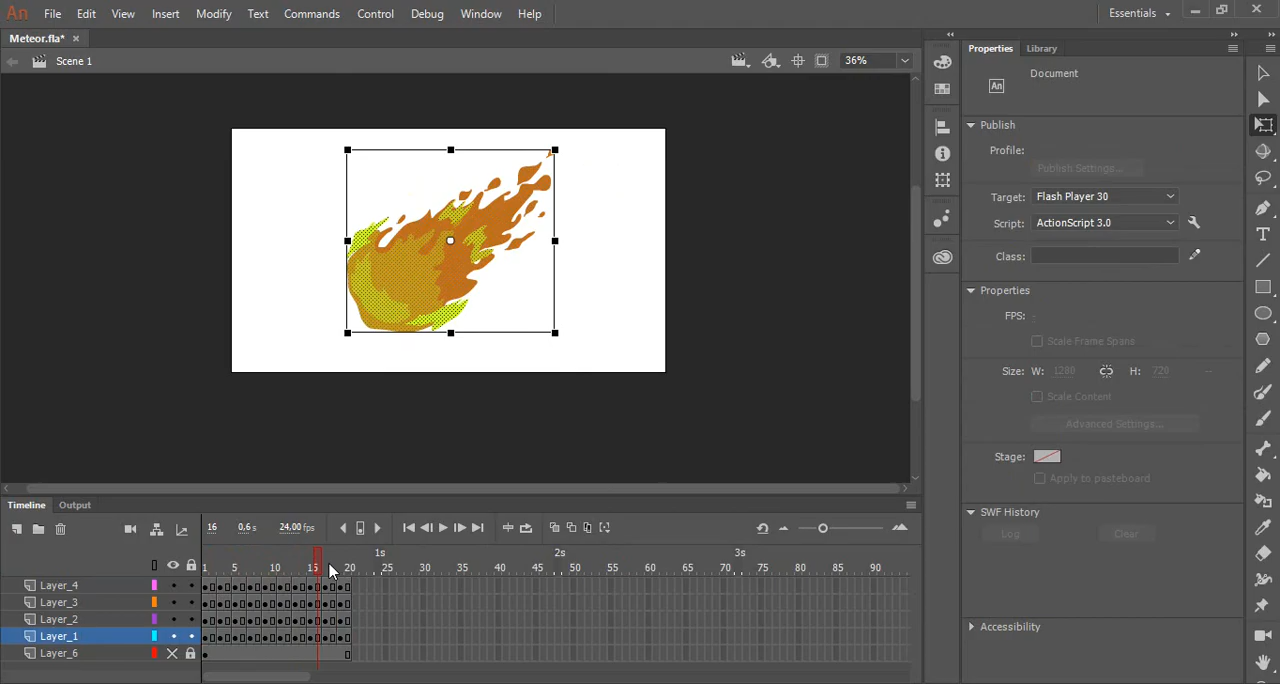 An File Edit View Insert Modify Text Commands Control Debug Window Help Essentials
Meteor.fla*
Scene 1 36%
Properties Library
An Document
Publish
Profile: Publish Settings...
Target: Flash Player 30
Script: ActionScript 3.0
Class:
Properties
FPS: -
Scale Frame Spans
Size: W: 1280 H: 720
Scale Content
Advanced Settings...
Stage:
Apply to pasteboard
SWF History
Log Clear
Accessibility
Timeline Output
16 0,6 s 24,00 fps
1s 2s 3s
1 5 10 15 20 25 30 35 40 45 50 55 60 65 70 75 80 85 90
Layer_4
Layer_3
Layer_2
Layer_1
Layer_6